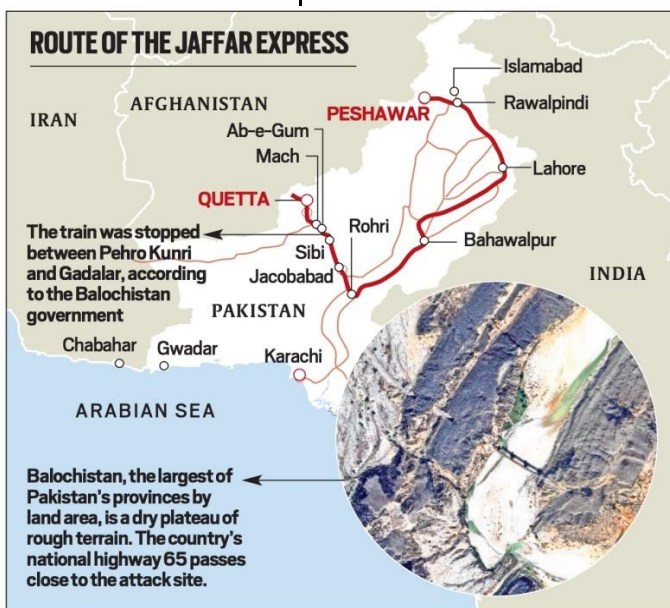 ROUTE OF THE JAFFAR EXPRESS
Islamabad
AFGHANISTAN
IRAN
PESHAWAR
Rawalpindi
Ab-e-Gum
Mach
Lahore
QUETTA
Rohri
The train was stopped
between Pehro Kunri
and Gadalar, according
to the Balochistan
government
Sibi
Bahawalpur
Jacobabad
INDIA
PAKISTAN
Chabahar
Gwadar
Karachi
ARABIAN SEA
Balochistan, the largest of
Pakistan's provinces by
land area, is a dry plateau of
rough terrain. The country's
national highway 65 passes
close to the attack site.